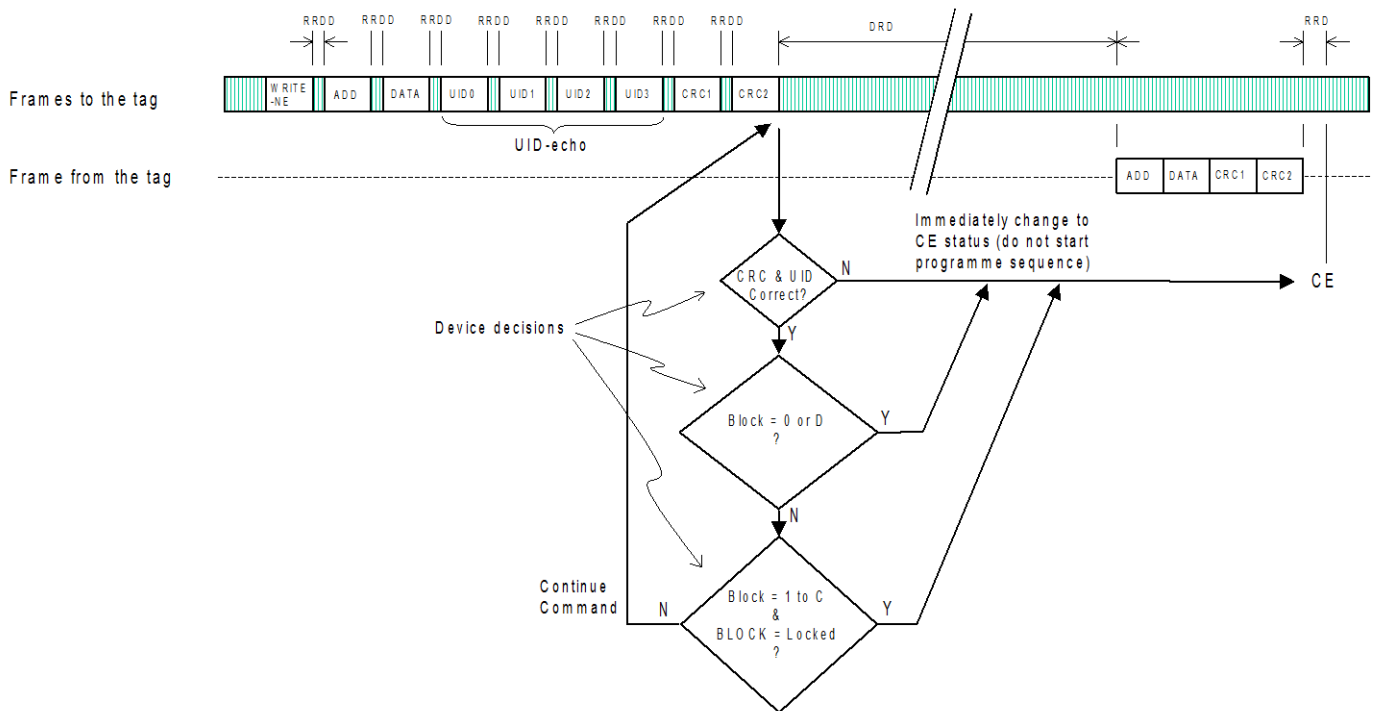 RRDD RRDD RRDD RRDD RRDD RRDD RRDD RRDD DRD RRD
Frames to the tag
WRITE
-NE
ADD DATA UID0 UID1 UID2 UID3 CRC1 CRC2
UID-echo
Frame from the tag
ADD DATA CRC1 CRC2
Immediately change to
CE status (do not start
programme sequence)
CRC & UID
Correct?
N
CE
Device decisions
Y
Block = 0 or D
?
Y
N
Continue
Command
N
Block = 1 to C
&
BLOCK = Locked
?
Y